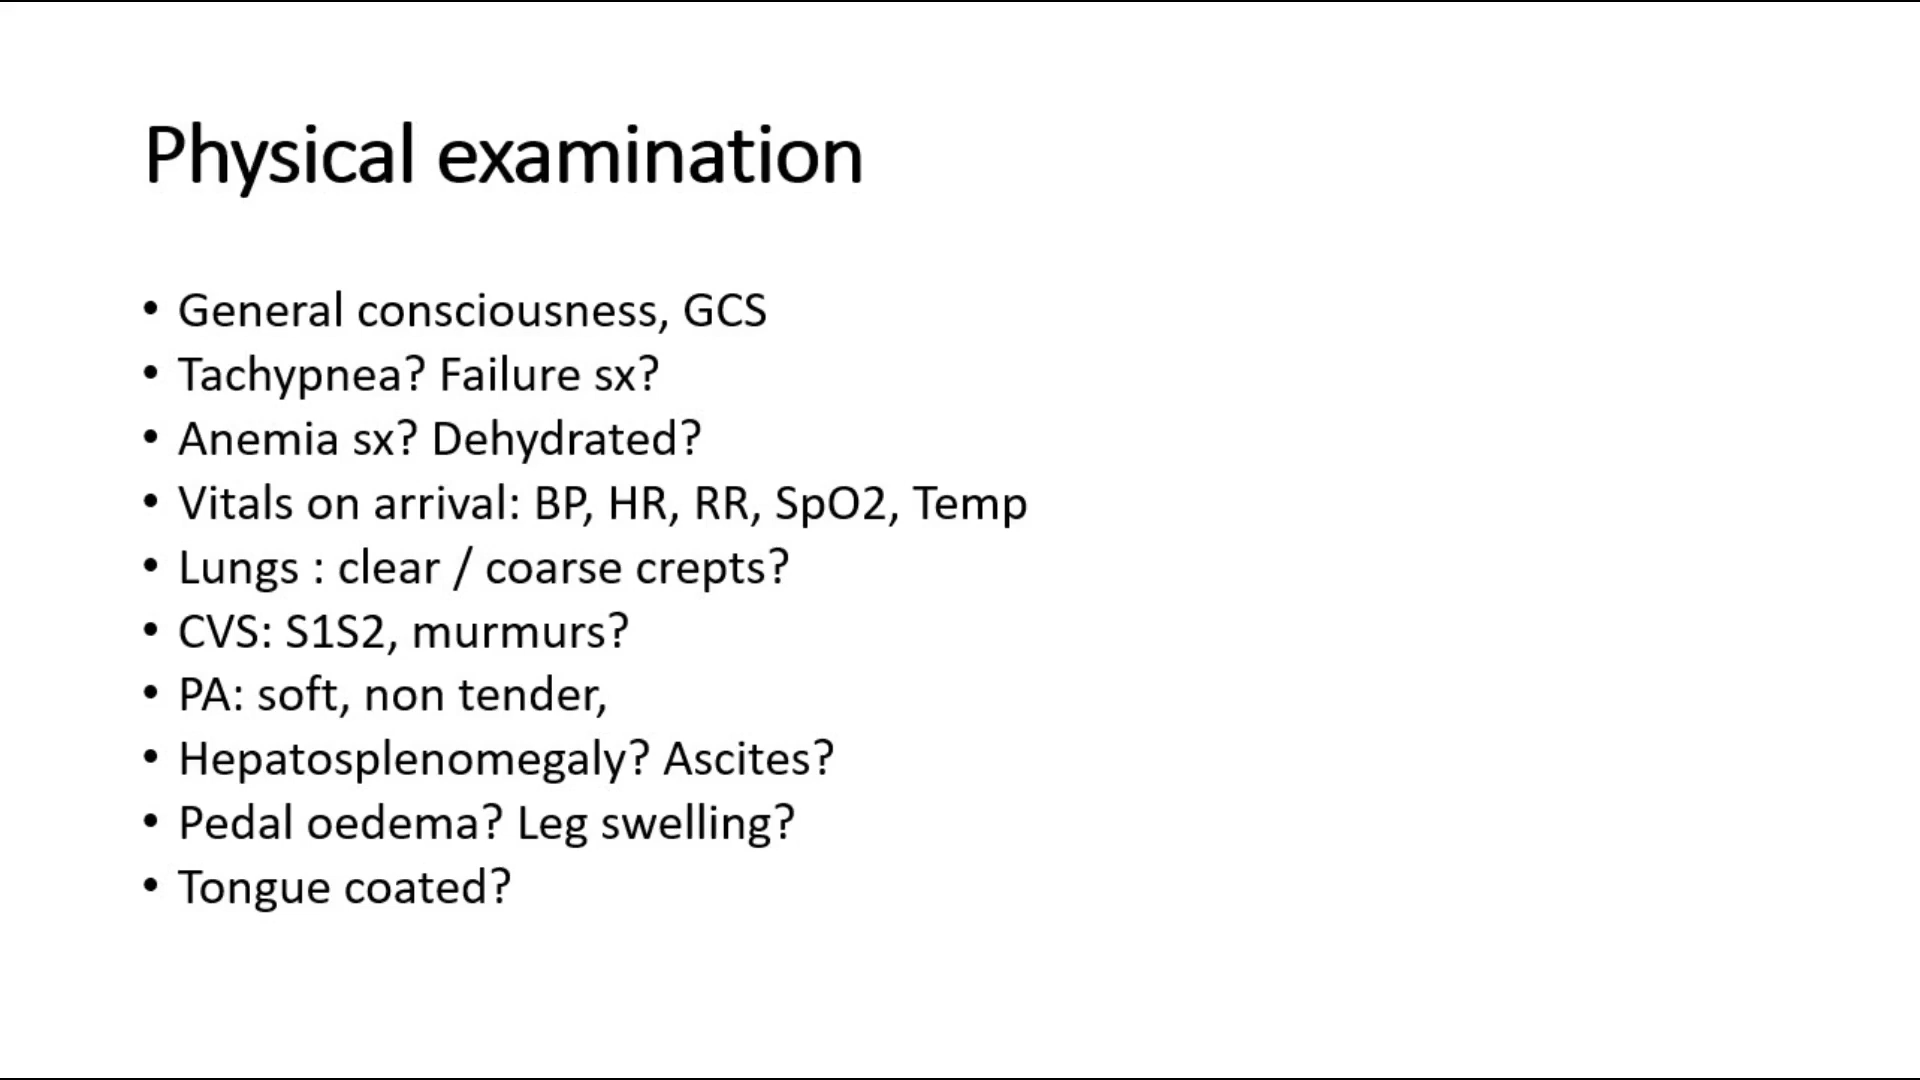 Physical examination
• General consciousness, GCS
• Tachypnea? Failure sx?
• Anemia sx? Dehydrated?
• Vitals on arrival: BP, HR, RR, SpO2, Temp
• Lungs : clear / coarse crepts?
• CVS: S1S2, murmurs?
• PA: soft, non tender,
• Hepatosplenomegaly? Ascites?
• Pedal oedema? Leg swelling?
• Tongue coated?